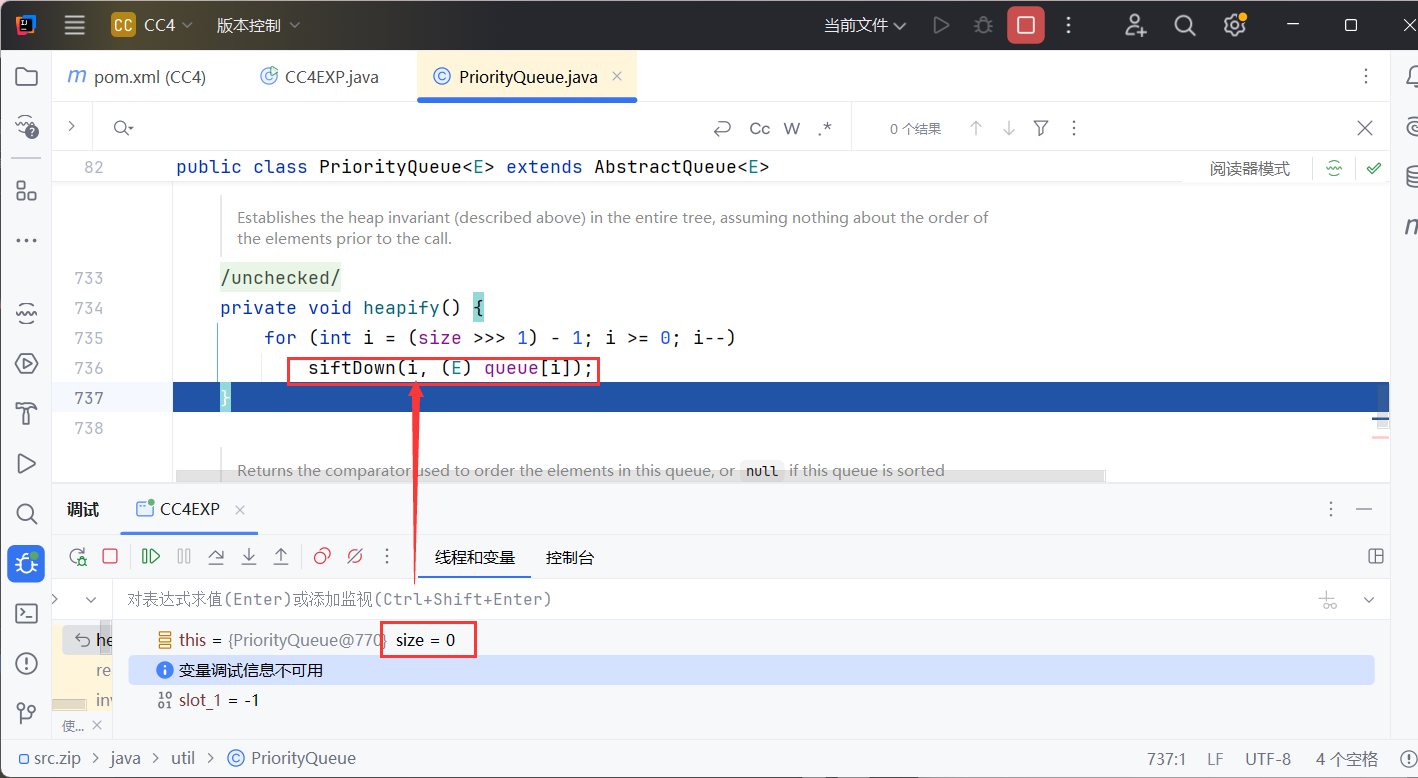 CC CC4 版本控制 当前文件
pom.xml (CC4) CC4EXP.java PriorityQueue.java
Cc W .* 0 个结果
82 public class PriorityQueue<E> extends AbstractQueue<E> 阅读器模式
Establishes the heap invariant (described above) in the entire tree, assuming nothing about the order of
the elements prior to the call.
733 /unchecked/
734 private void heapify() {
735 for (int i = (size >>> 1) - 1; i >= 0; i--)
736 siftDown(i, (E) queue[i]);
737 }
738
Returns the comparator used to order the elements in this queue, or null if this queue is sorted
调试 CC4EXP
线程和变量 控制台
对表达式求值(Enter)或添加监视(Ctrl+Shift+Enter)
he this = {PriorityQueue@770} size = 0
re 变量调试信息不可用
inv slot_1 = -1
使...
src.zip > java > util > PriorityQueue 737:1 LF UTF-8 4 个空格